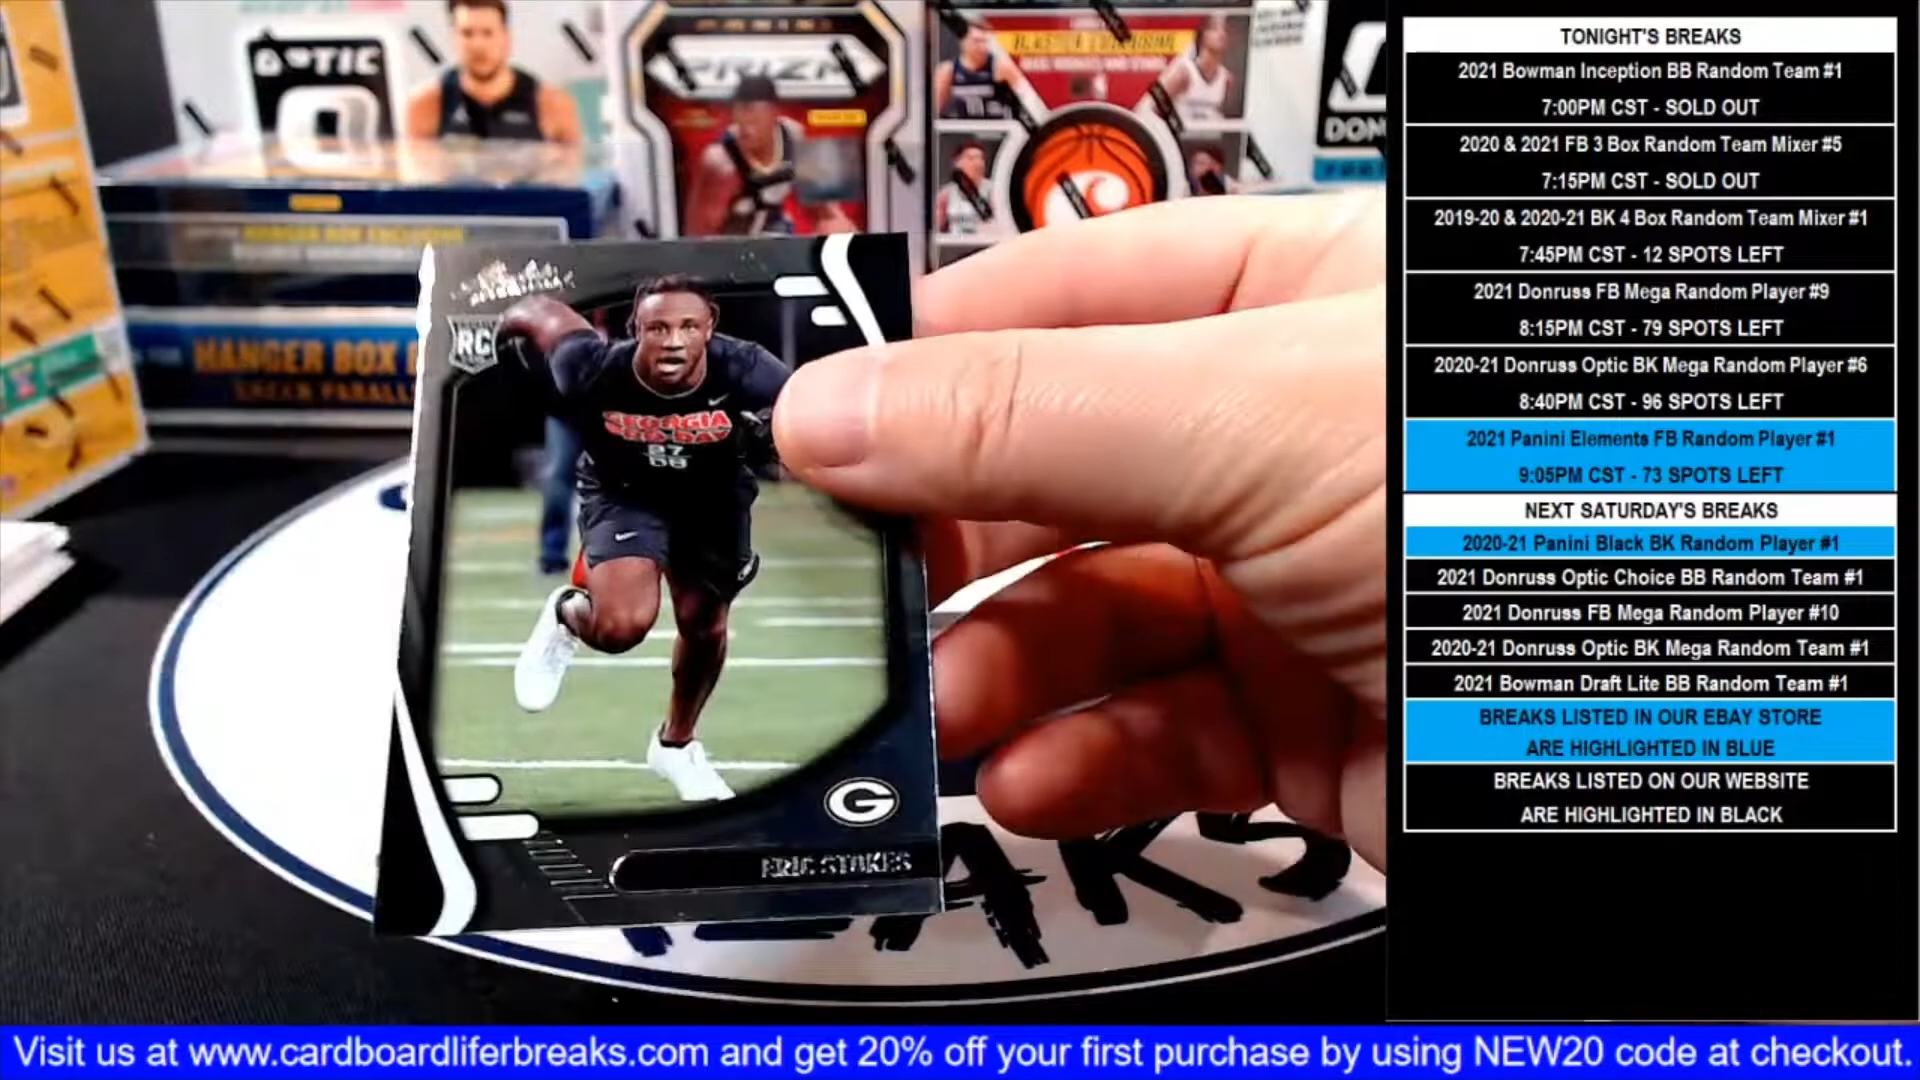 OPTIC
PRIZM
DON
HANGER BOX
RC
GEORGIA
PRO DAY
27
DB
G
ERIC STOKES
EAKS
TONIGHT'S BREAKS
2021 Bowman Inception BB Random Team #1
7:00PM CST - SOLD OUT
2020 & 2021 FB 3 Box Random Team Mixer #5
7:15PM CST - SOLD OUT
2019-20 & 2020-21 BK 4 Box Random Team Mixer #1
7:45PM CST - 12 SPOTS LEFT
2021 Donruss FB Mega Random Player #9
8:15PM CST - 79 SPOTS LEFT
2020-21 Donruss Optic BK Mega Random Player #6
8:40PM CST - 96 SPOTS LEFT
2021 Panini Elements FB Random Player #1
9:05PM CST - 73 SPOTS LEFT
NEXT SATURDAY'S BREAKS
2020-21 Panini Black BK Random Player #1
2021 Donruss Optic Choice BB Random Team #1
2021 Donruss FB Mega Random Player #10
2020-21 Donruss Optic BK Mega Random Team #1
2021 Bowman Draft Lite BB Random Team #1
BREAKS LISTED IN OUR EBAY STORE
ARE HIGHLIGHTED IN BLUE
BREAKS LISTED ON OUR WEBSITE
ARE HIGHLIGHTED IN BLACK
Visit us at www.cardboardliferbreaks.com and get 20% off your first purchase by using NEW20 code at checkout.